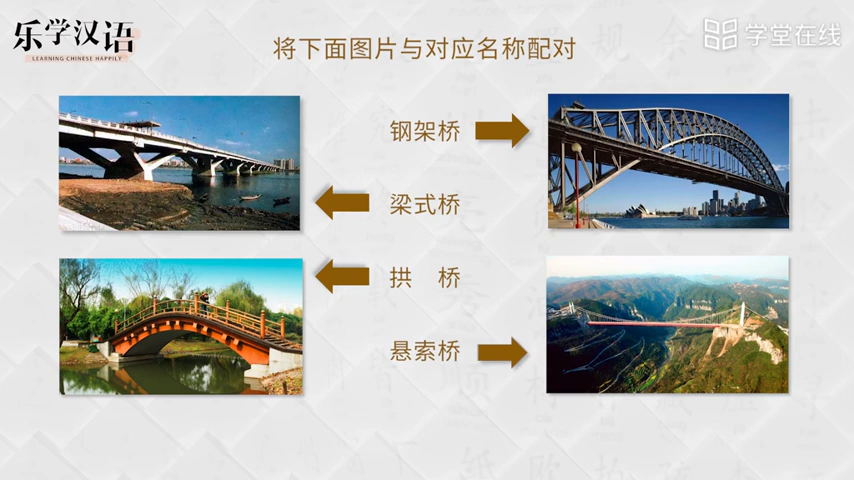 乐学汉语
LEARNING CHINESE HAPPILY
学堂在线
将下面图片与对应名称配对
钢架桥
梁式桥
拱 桥
悬索桥